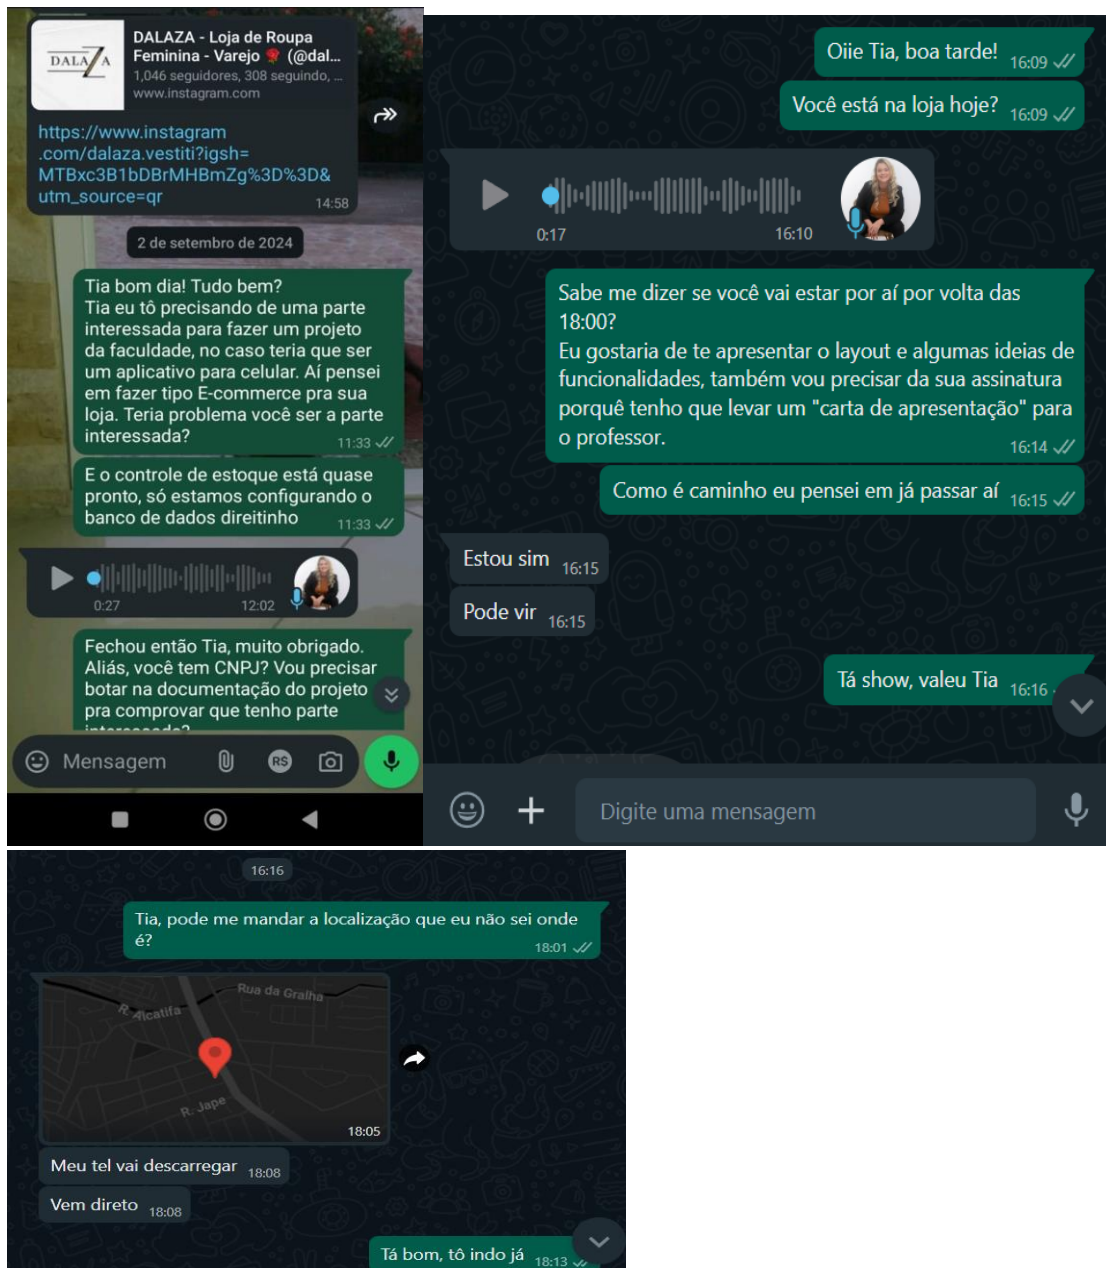 DALAZA
DALAZA - Loja de Roupa
Feminina - Varejo 🌹 (@dal...
1,046 seguidores, 308 seguindo, ...
www.instagram.com
https://www.instagram
.com/dalaza.vestiti?igsh=
MTBxc3B1bDBrMHBmZg%3D%3D&
utm_source=qr
14:58
2 de setembro de 2024
Tia bom dia! Tudo bem?
Tia eu tô precisando de uma parte
interessada para fazer um projeto
da faculdade, no caso teria que ser
um aplicativo para celular. Aí pensei
em fazer tipo E-commerce pra sua
loja. Teria problema você ser a parte
interessada?
11:33
E o controle de estoque está quase
pronto, só estamos configurando o
banco de dados direitinho
11:33
0:27
12:02
Fechou então Tia, muito obrigado.
Aliás, você tem CNPJ? Vou precisar
botar na documentação do projeto
pra comprovar que tenho parte
interessada?
Mensagem
RS
Oiie Tia, boa tarde! 16:09
Você está na loja hoje? 16:09
0:17
16:10
Sabe me dizer se você vai estar por aí por volta das
18:00?
Eu gostaria de te apresentar o layout e algumas ideias de
funcionalidades, também vou precisar da sua assinatura
porquê tenho que levar um "carta de apresentação" para
o professor.
16:14
Como é caminho eu pensei em já passar aí 16:15
Estou sim 16:15
Pode vir 16:15
Tá show, valeu Tia 16:16
Digite uma mensagem
16:16
Tia, pode me mandar a localização que eu não sei onde
é?
18:01
Rua da Gralha
R. Alcatifa
R. Jape
18:05
Meu tel vai descarregar 18:08
Vem direto 18:08
Tá bom, tô indo já 18:13